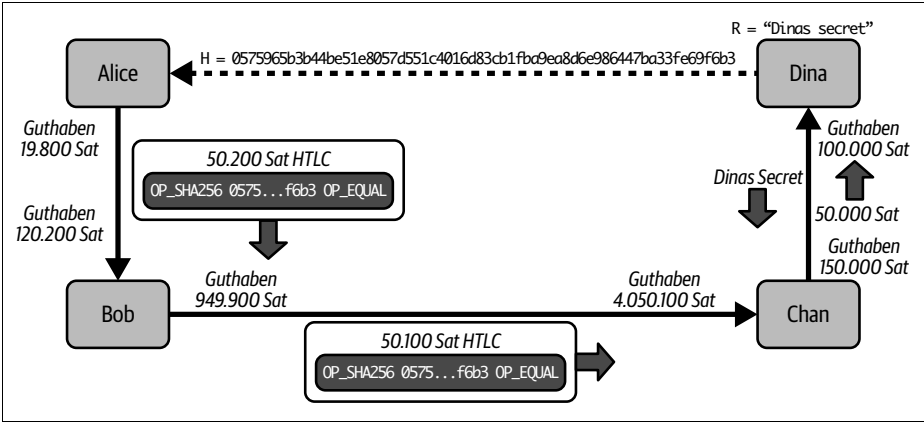 R = “Dinas secret”
H = 0575965b3b44be51e8057d551c4016d83cb1fba9ea8d6e986447ba33fe69f6b3
Alice
Dina
Guthaben
19.800 Sat
Guthaben
120.200 Sat
50.200 Sat HTLC
OP_SHA256 0575...f6b3 OP_EQUAL
Guthaben
100.000 Sat
Dinas Secret
50.000 Sat
Guthaben
150.000 Sat
Bob
Guthaben
949.900 Sat
Guthaben
4.050.100 Sat
Chan
50.100 Sat HTLC
OP_SHA256 0575...f6b3 OP_EQUAL